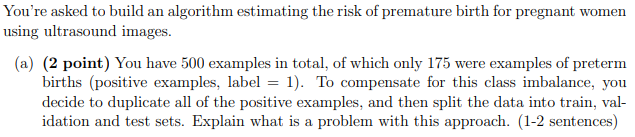 You're asked to build an algorithm estimating the risk of premature birth for pregnant women
using ultrasound images.
(a) (2 point) You have 500 examples in total, of which only 175 were examples of preterm
births (positive examples, label = 1). To compensate for this class imbalance, you
decide to duplicate all of the positive examples, and then split the data into train, val-
idation and test sets. Explain what is a problem with this approach. (1-2 sentences)